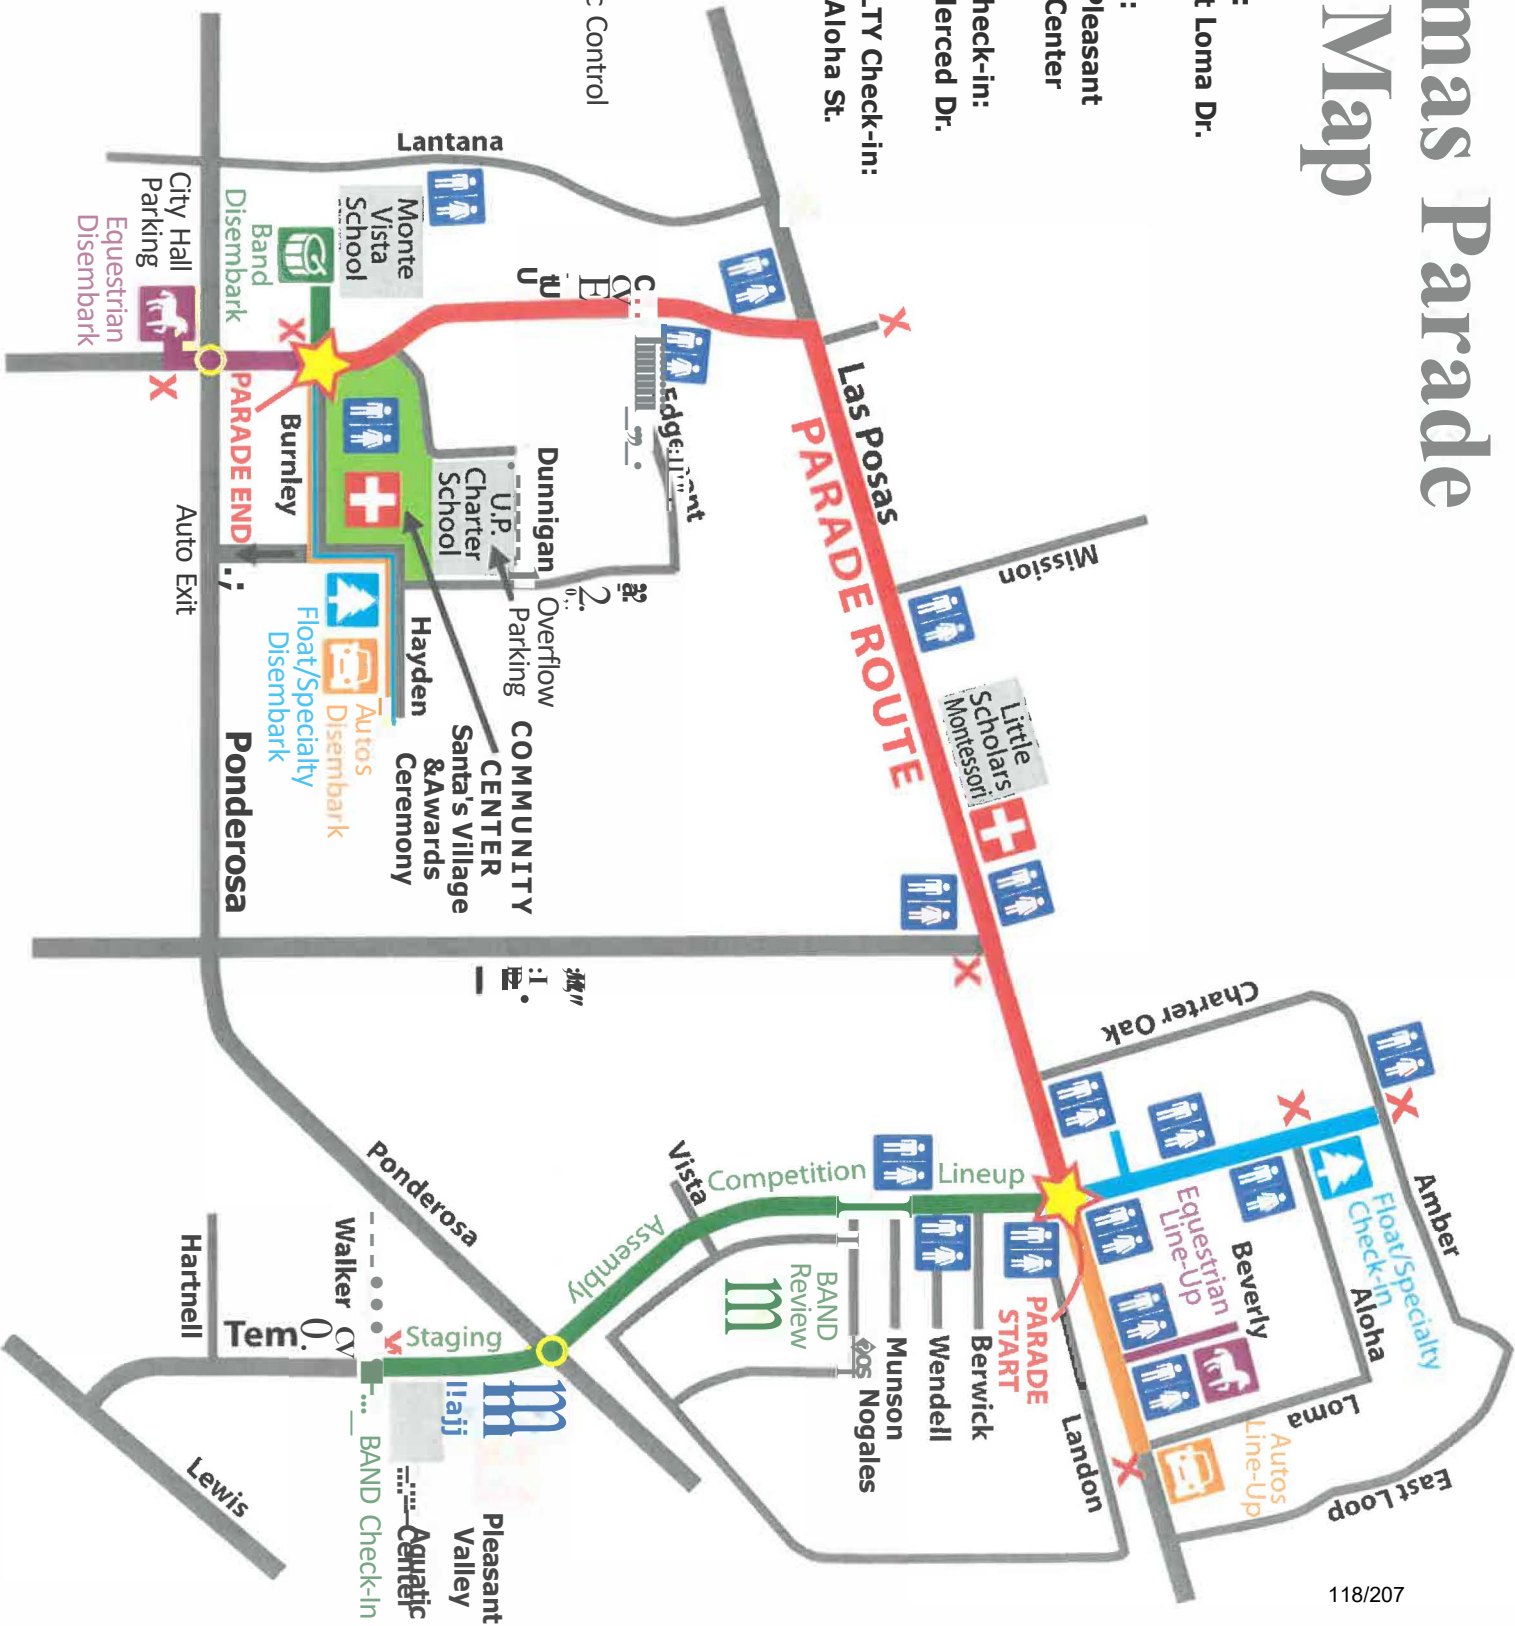 mas Parade
Map
:
t Loma Dr.
:
Pleasant
Center
heck-in:
erced Dr.
LTY Check-in:
Aloha St.
c Control
Lantana
Monte
Vista
School
Band
Disembark
City Hall
Parking
Equestrian
Disembark
X
X
PARADE END
Burnley
Auto Exit
U.P.
Charter
School
Dunnigan
Overflow
Parking
Hayden
COMMUNITY
CENTER
Santa's Village
&Awards
Ceremony
Float/Specialty
Disembark
Autos
Disembark
Ponderosa
X
Las Posas
PARADE ROUTE
Mission
Little
Scholars
Montessori
X
Charter Oak
X
X
Amber
Float/Specialty
Check-in
Aloha
Beverly
Equestrian
Line-Up
Loma
Autos
Line-Up
East Loop
X
Landon
PARADE
START
Berwick
Wendell
Munson
Nogales
BAND
Review
Lineup
Competition
Vista
Assembly
Ponderosa
Staging
Walker
Hartnell
Tem.
Lewis
BAND Check-In
Pleasant
Valley
Aquatic
Center
118/207